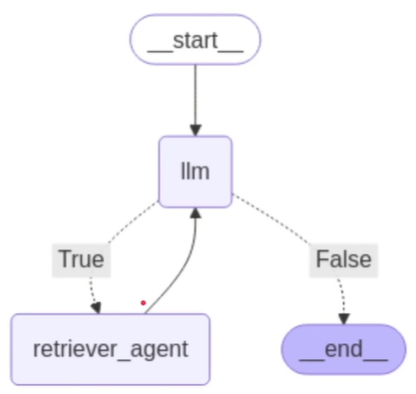 __start__
llm
True
False
retriever_agent
__end__